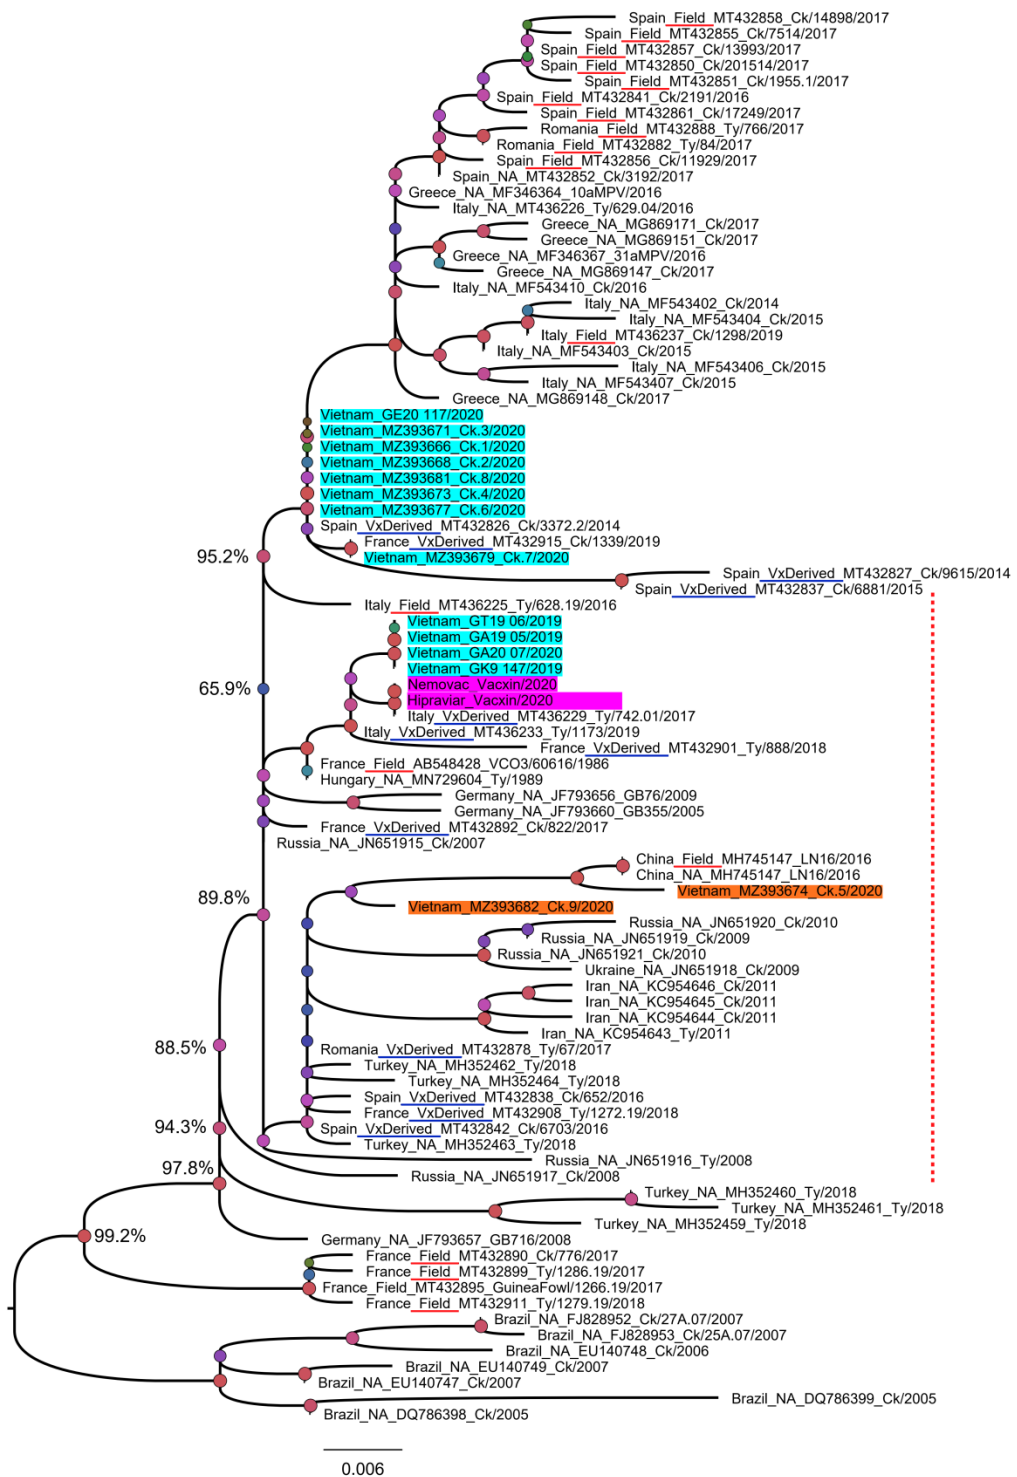 Spain_Field_MT432858_Ck/14898/2017
Spain_Field_MT432855_Ck/7514/2017
Spain_Field_MT432857_Ck/13993/2017
Spain_Field_MT432850_Ck/201514/2017
Spain_Field_MT432851_Ck/1955.1/2017
Spain_Field_MT432841_Ck/2191/2016
Spain_Field_MT432861_Ck/17249/2017
Romania_Field_MT432888_Ty/766/2017
Romania_Field_MT432882_Ty/84/2017
Spain_Field_MT432856_Ck/11929/2017
Spain_NA_MT432852_Ck/3192/2017
Greece_NA_MF346364_10aMPV/2016
Italy_NA_MT436226_Ty/629.04/2016
Greece_NA_MG869171_Ck/2017
Greece_NA_MG869151_Ck/2017
Greece_NA_MF346367_31aMPV/2016
Greece_NA_MG869147_Ck/2017
Italy_NA_MF543410_Ck/2016
Italy_NA_MF543402_Ck/2014
Italy_NA_MF543404_Ck/2015
Italy_Field_MT436237_Ck/1298/2019
Italy_NA_MF543403_Ck/2015
Italy_NA_MF543406_Ck/2015
Italy_NA_MF543407_Ck/2015
Greece_NA_MG869148_Ck/2017
Vietnam_GE20 117/2020
Vietnam_MZ393671_Ck.3/2020
Vietnam_MZ393666_Ck.1/2020
Vietnam_MZ393668_Ck.2/2020
Vietnam_MZ393681_Ck.8/2020
Vietnam_MZ393673_Ck.4/2020
Vietnam_MZ393677_Ck.6/2020
Spain_VxDerived_MT432826_Ck/3372.2/2014
France_VxDerived_MT432915_Ck/1339/2019
95.2%
Vietnam_MZ393679_Ck.7/2020
Spain_VxDerived_MT432827_Ck/9615/2014
Spain_VxDerived_MT432837_Ck/6881/2015
Italy_Field_MT436225_Ty/628.19/2016
Vietnam_GT19 06/2019
Vietnam_GA19 05/2019
Vietnam_GA20 07/2020
Vietnam_GK9 147/2019
65.9%
Nemovac_Vacxin/2020
Hipraviar_Vacxin/2020
Italy_VxDerived_MT436229_Ty/742.01/2017
Italy_VxDerived_MT436233_Ty/1173/2019
France_VxDerived_MT432901_Ty/888/2018
France_Field_AB548428_VCO3/60616/1986
Hungary_NA_MN729604_Ty/1989
Germany_NA_JF793656_GB76/2009
Germany_NA_JF793660_GB355/2005
France_VxDerived_MT432892_Ck/822/2017
Russia_NA_JN651915_Ck/2007
China_Field_MH745147_LN16/2016
China_NA_MH745147_LN16/2016
Vietnam_MZ393674_Ck.5/2020
89.8%
Vietnam_MZ393682_Ck.9/2020
Russia_NA_JN651920_Ck/2010
Russia_NA_JN651919_Ck/2009
Russia_NA_JN651921_Ck/2010
Ukraine_NA_JN651918_Ck/2009
Iran_NA_KC954646_Ck/2011
Iran_NA_KC954645_Ck/2011
Iran_NA_KC954644_Ck/2011
Iran_NA_KC954643_Ty/2011
88.5%
Romania_VxDerived_MT432878_Ty/67/2017
Turkey_NA_MH352462_Ty/2018
Turkey_NA_MH352464_Ty/2018
Spain_VxDerived_MT432838_Ck/652/2016
France_VxDerived_MT432908_Ty/1272.19/2018
94.3%
Spain_VxDerived_MT432842_Ck/6703/2016
Turkey_NA_MH352463_Ty/2018
Russia_NA_JN651916_Ty/2008
97.8%
Russia_NA_JN651917_Ck/2008
Turkey_NA_MH352460_Ty/2018
Turkey_NA_MH352461_Ty/2018
Turkey_NA_MH352459_Ty/2018
99.2%
Germany_NA_JF793657_GB716/2008
France_Field_MT432890_Ck/776/2017
France_Field_MT432899_Ty/1286.19/2017
France_Field_MT432895_GuineaFowl/1266.19/2017
France_Field_MT432911_Ty/1279.19/2018
Brazil_NA_FJ828952_Ck/27A.07/2007
Brazil_NA_FJ828953_Ck/25A.07/2007
Brazil_NA_EU140748_Ck/2006
Brazil_NA_EU140749_Ck/2007
Brazil_NA_EU140747_Ck/2007
Brazil_NA_DQ786399_Ck/2005
Brazil_NA_DQ786398_Ck/2005
0.006